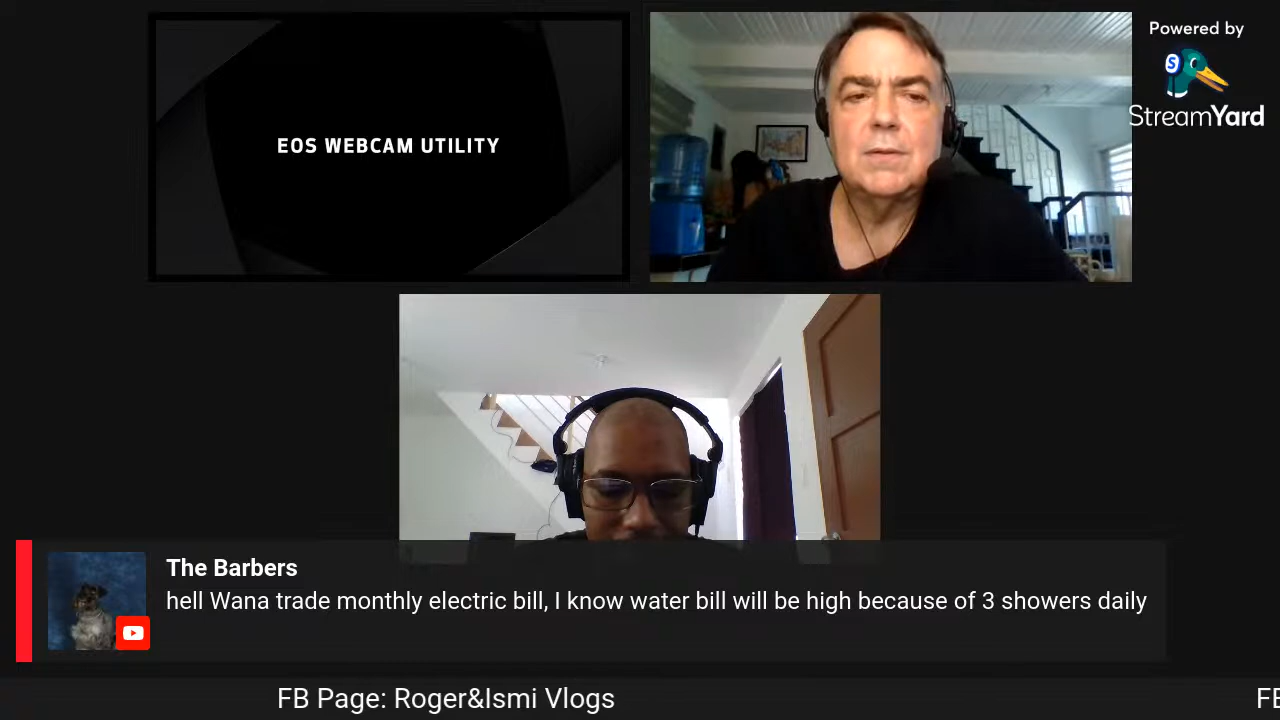 Powered by
S
StreamYard
EOS WEBCAM UTILITY
The Barbers
hell Wana trade monthly electric bill, I know water bill will be high because of 3 showers daily
FB Page: Roger&Ismi Vlogs
FB